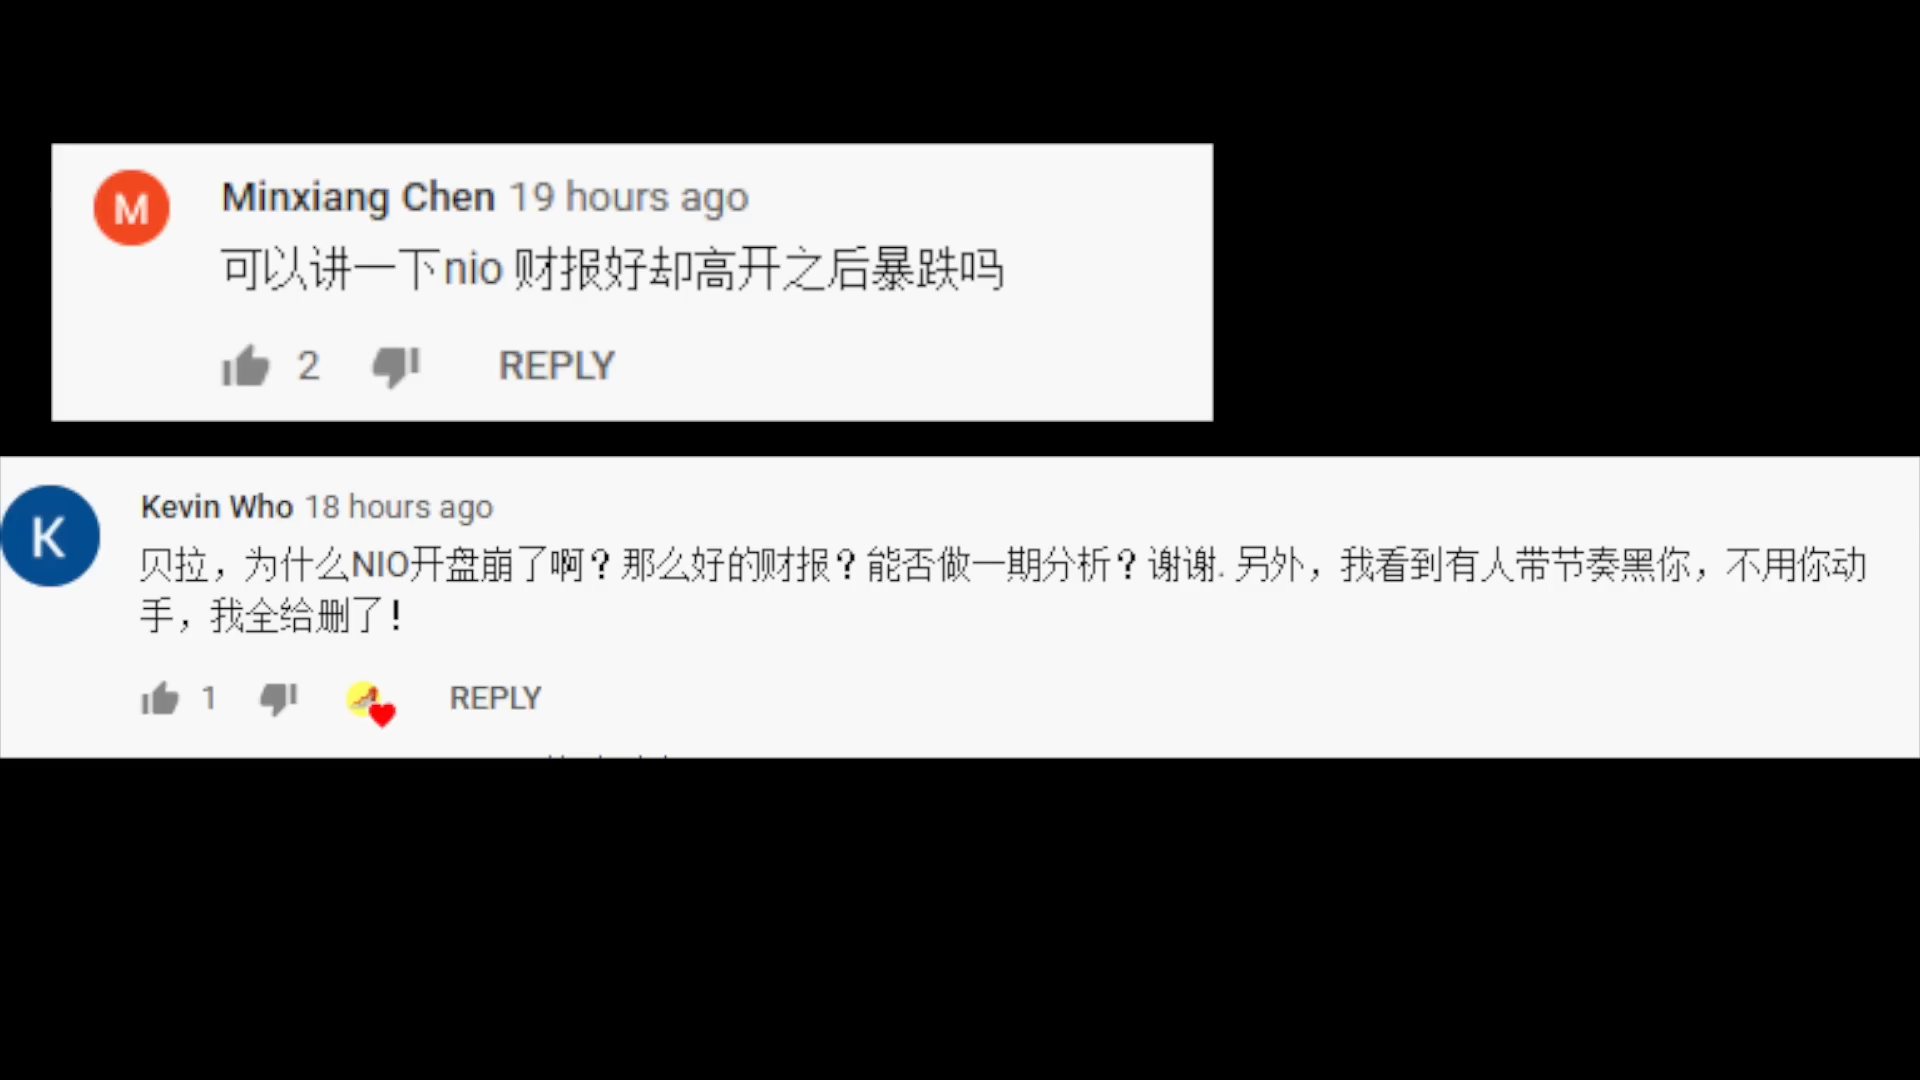 M
Minxiang Chen 19 hours ago
可以讲一下nio 财报好却高开之后暴跌吗
2 REPLY
K
Kevin Who 18 hours ago
贝拉，为什么NIO开盘崩了啊？那么好的财报？能否做一期分析？谢谢. 另外，我看到有人带节奏黑你，不用你动
手，我全给删了！
1 REPLY